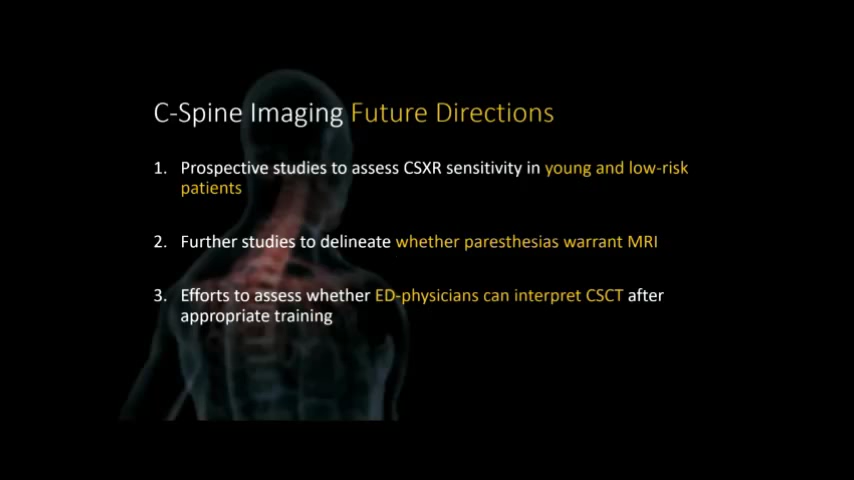 C-Spine Imaging Future Directions
1. Prospective studies to assess CSXR sensitivity in young and low-risk
patients
2. Further studies to delineate whether paresthesias warrant MRI
3. Efforts to assess whether ED-physicians can interpret CSCT after
appropriate training